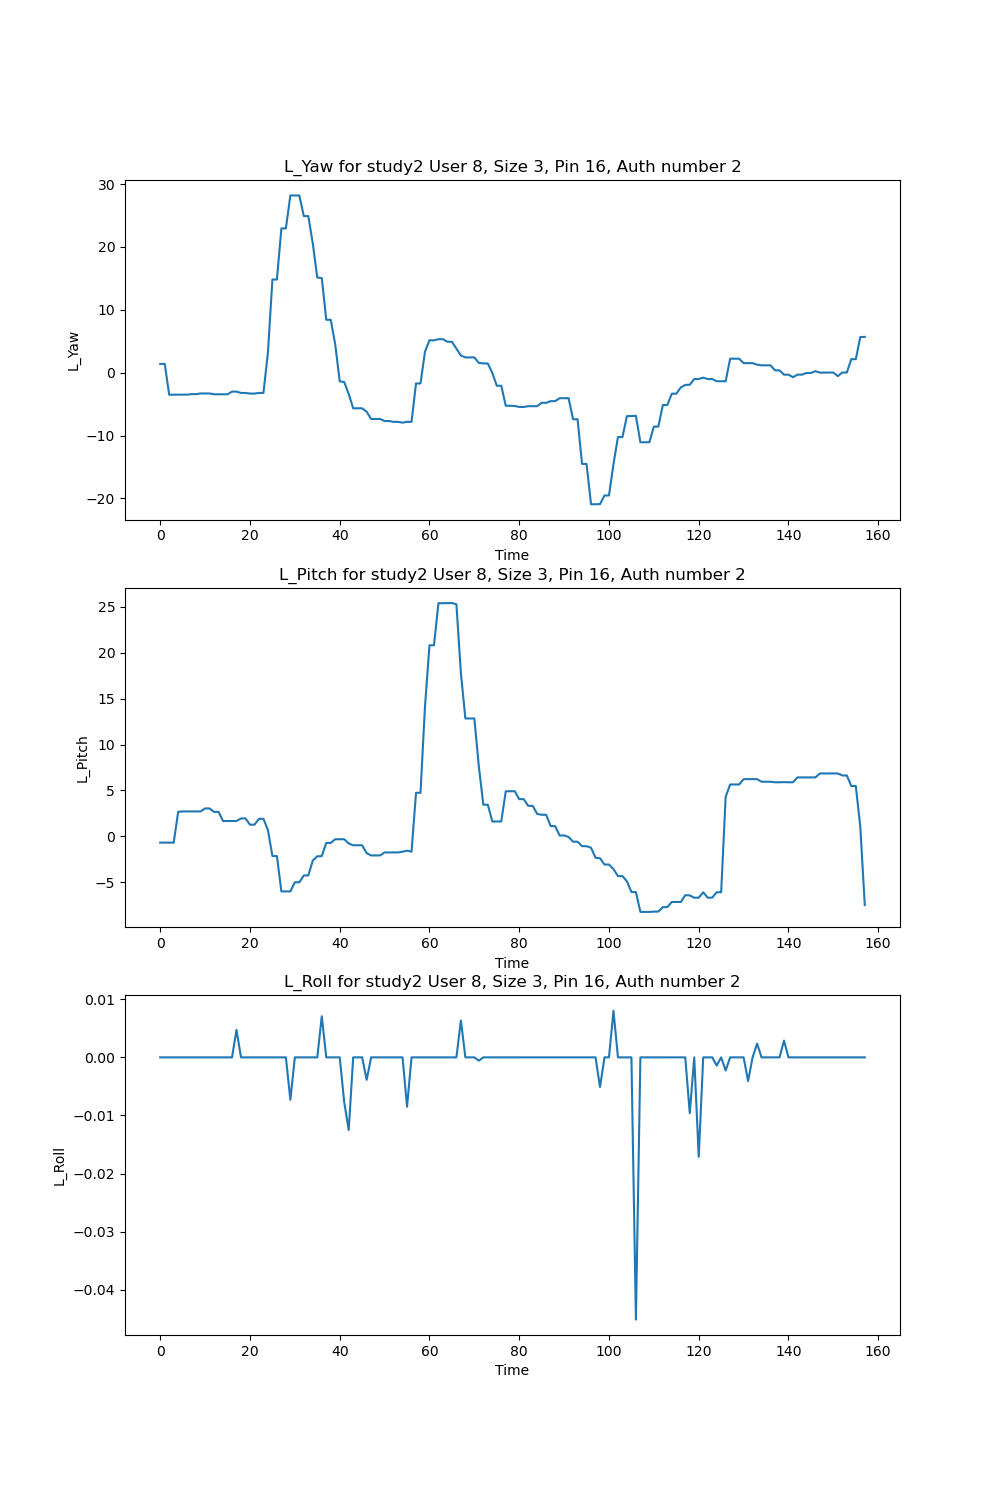 L_Yaw for study2 User 8, Size 3, Pin 16, Auth number 2
30
20
10
0
−10
−20
L_Yaw
0 20 40 60 80 100 120 140 160
Time
L_Pitch for study2 User 8, Size 3, Pin 16, Auth number 2
25
20
15
10
5
0
−5
L_Pitch
0 20 40 60 80 100 120 140 160
Time
L_Roll for study2 User 8, Size 3, Pin 16, Auth number 2
0.01
0.00
−0.01
−0.02
−0.03
−0.04
L_Roll
0 20 40 60 80 100 120 140 160
Time